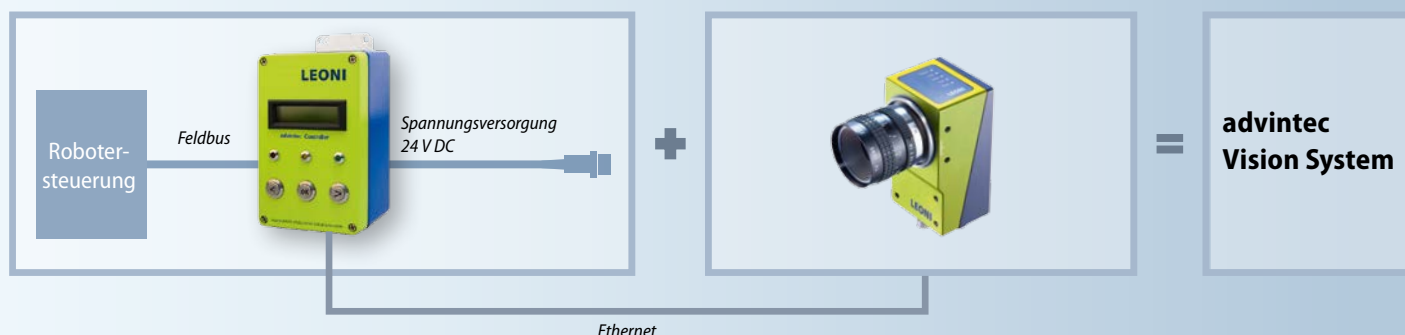 Roboter-
steuerung
Feldbus
LEONI
advintec Controller
Spannungsversorgung
24 V DC
LEONI
advintec
Vision System
Ethernet